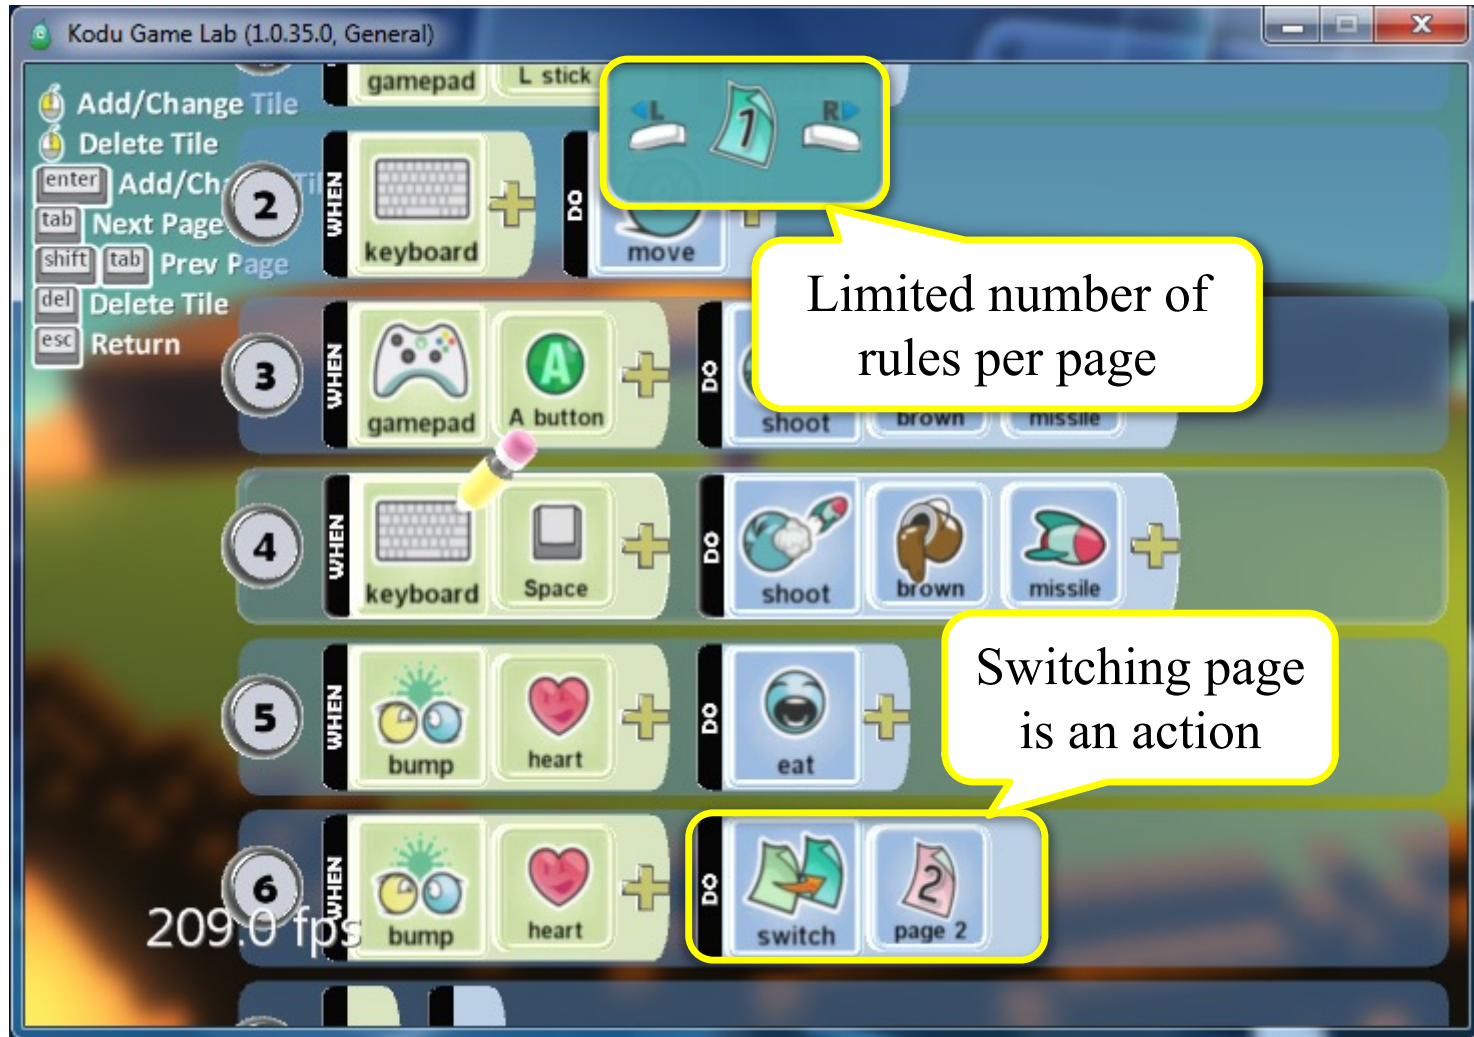 Kodu Game Lab (1.0.35.0, General)
gamepad L stick
L 1 R
Add/Change Tile
Delete Tile
enter Add/Ch
tab Next Page
shift tab Prev Page
del Delete Tile
esc Return
2 WHEN keyboard DO move
Limited number of
rules per page
3 WHEN gamepad A A button DO shoot brown missile
4 WHEN keyboard Space DO shoot brown missile
5 WHEN bump heart DO eat
Switching page
is an action
6 WHEN bump heart DO switch 2 page 2
209.0 fps